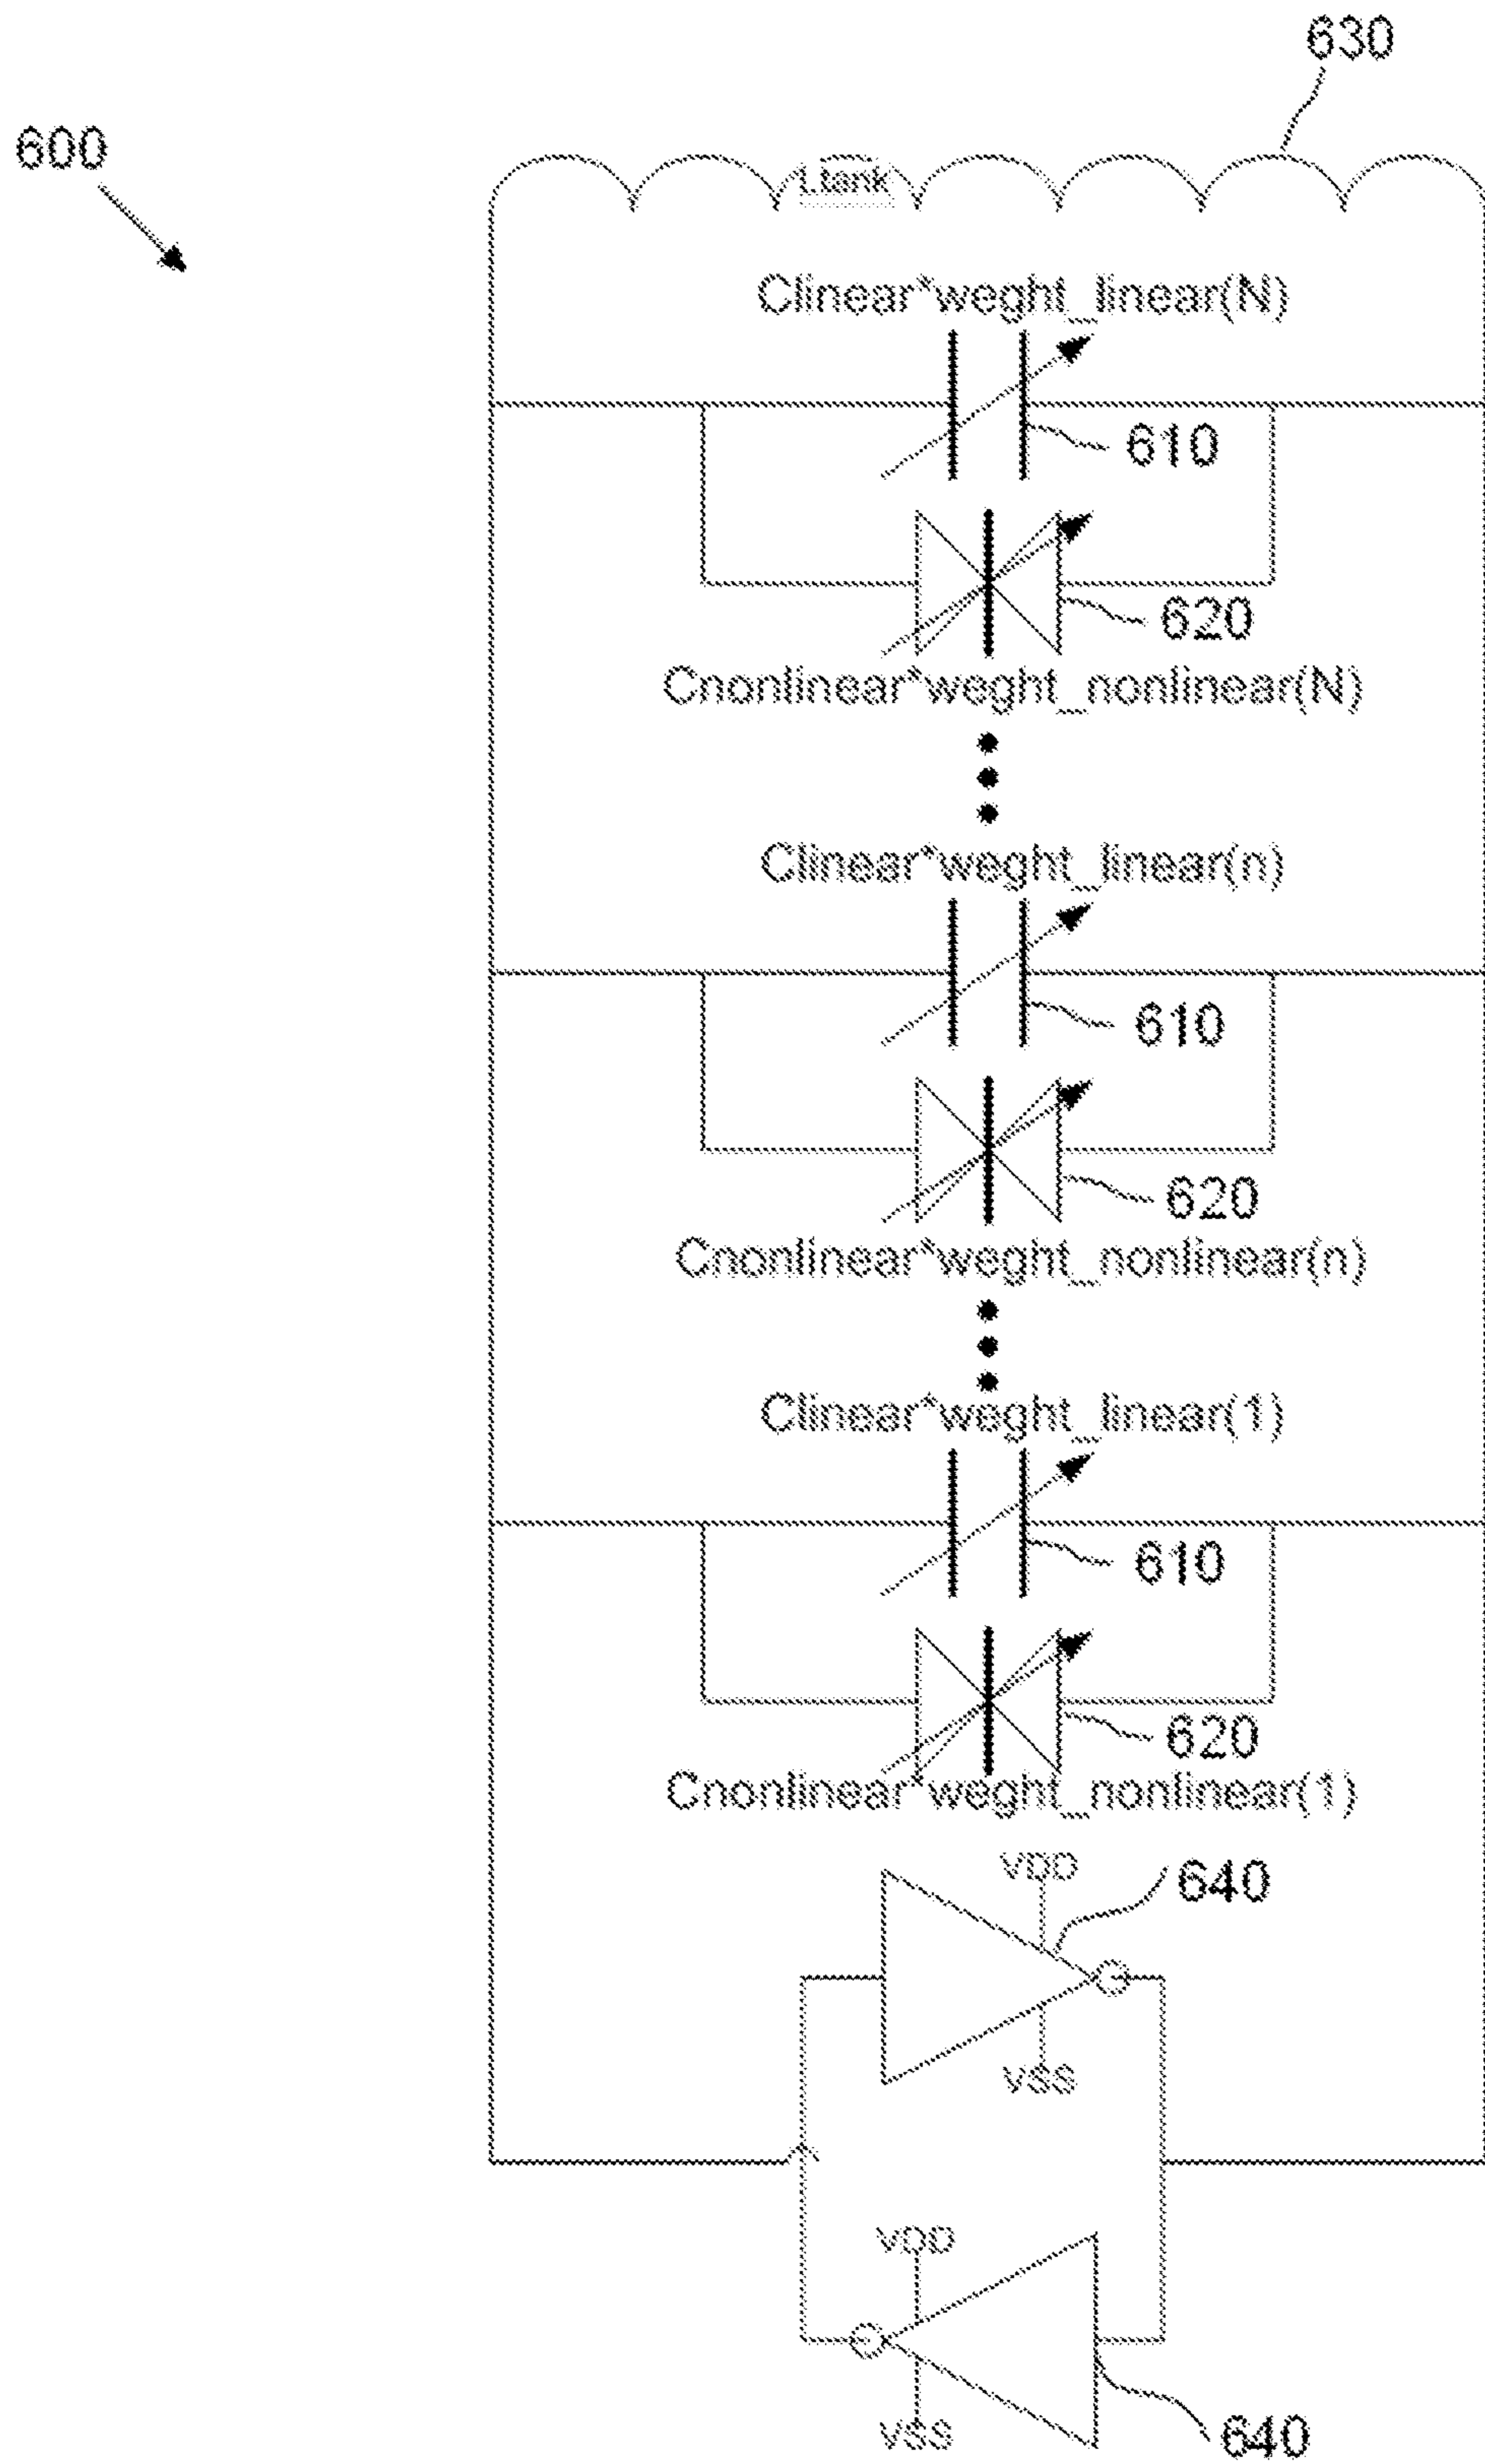 630
600
Ltank
Clinear*weght_linear(N)
610
620
Cnonlinear*weght_nonlinear(N)
Clinear*weght_linear(n)
610
620
Cnonlinear*weght_nonlinear(n)
Clinear*weght_linear(1)
610
620
Cnonlinear*weght_nonlinear(1)
VDD
640
VSS
VDD
VSS
640